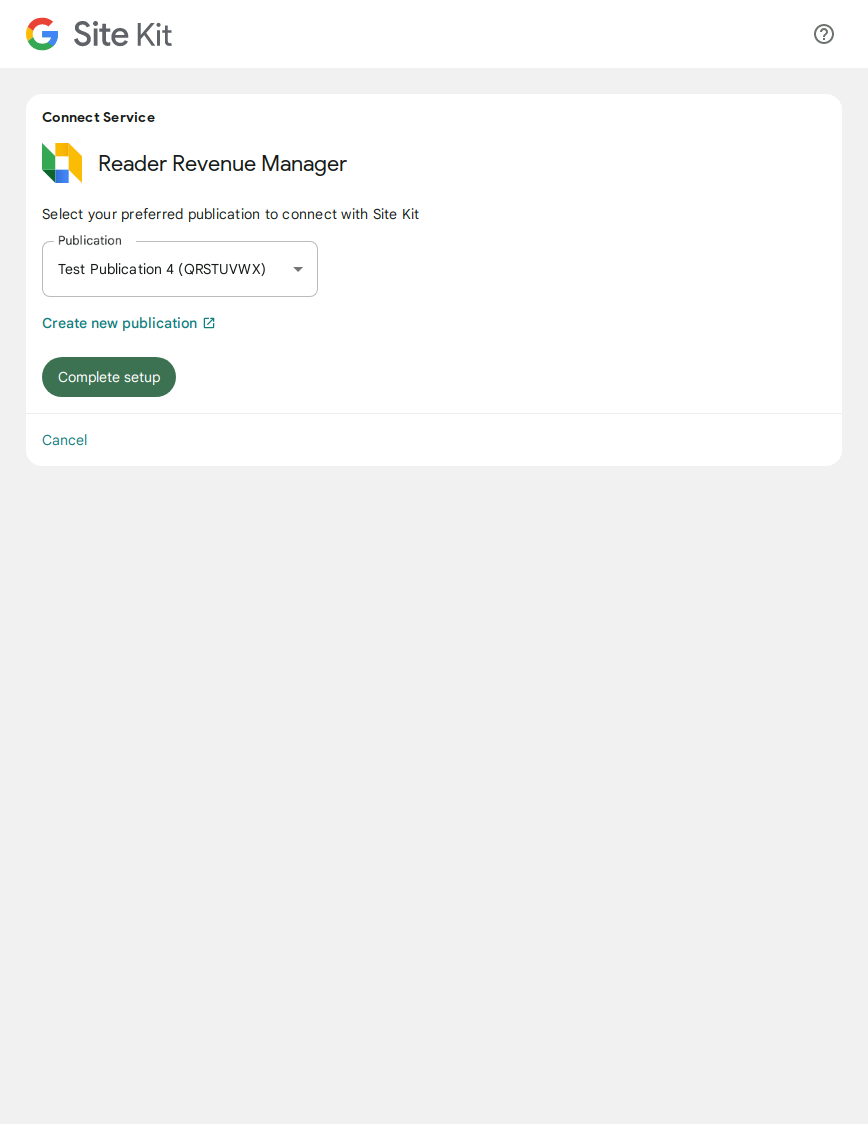 Site Kit
Connect Service
Reader Revenue Manager
Select your preferred publication to connect with Site Kit
Publication
Test Publication 4 (QRSTUVWX)
Create new publication
Complete setup
Cancel